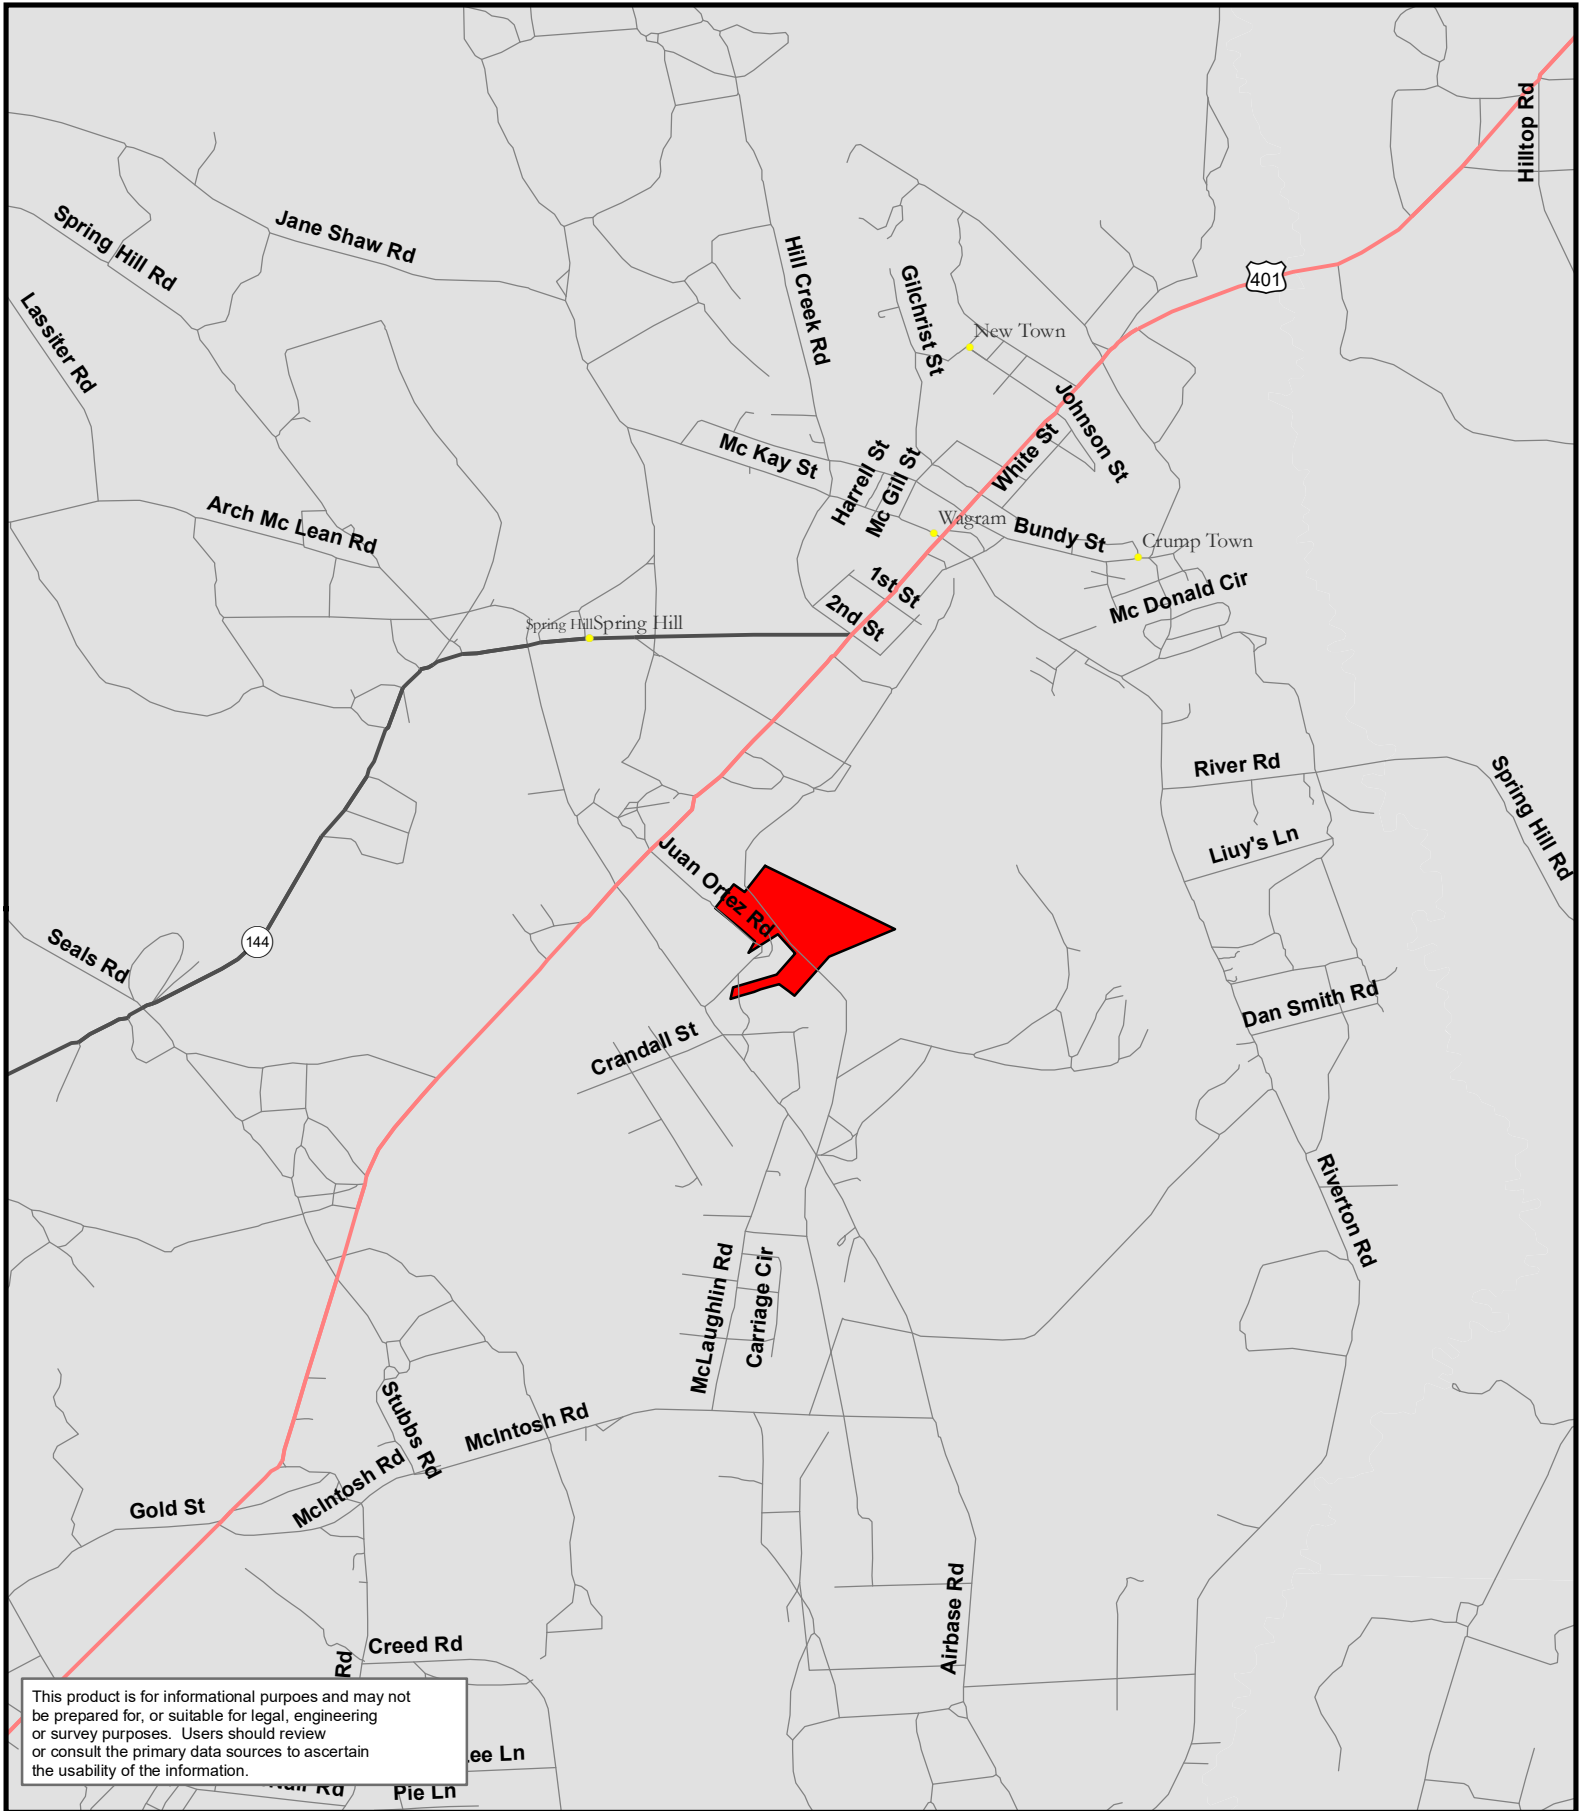 Hilltop Rd
Jane Shaw Rd
Spring Hill Rd
Hill Creek Rd
Gilchrist St
401
Lassiter Rd
New Town
Johnson St
Mc Kay St
Harrell St
Mc Gill St
White St
Arch Mc Lean Rd
Wagram
Bundy St
Crump Town
1st St
Mc Donald Cir
2nd St
Spring Hill
Spring Hill
River Rd
Spring Hill Rd
Juan Ortez Rd
Liuy's Ln
144
Seals Rd
Dan Smith Rd
Crandall St
Riverton Rd
McLaughlin Rd
Carriage Cir
Stubbs Rd
McIntosh Rd
McIntosh Rd
Gold St
Airbase Rd
Creed Rd
Rd
This product is for informational purpoes and may not
be prepared for, or suitable for legal, engineering
or survey purposes. Users should review
or consult the primary data sources to ascertain
the usability of the information.
Ln
Rd
Pie Ln